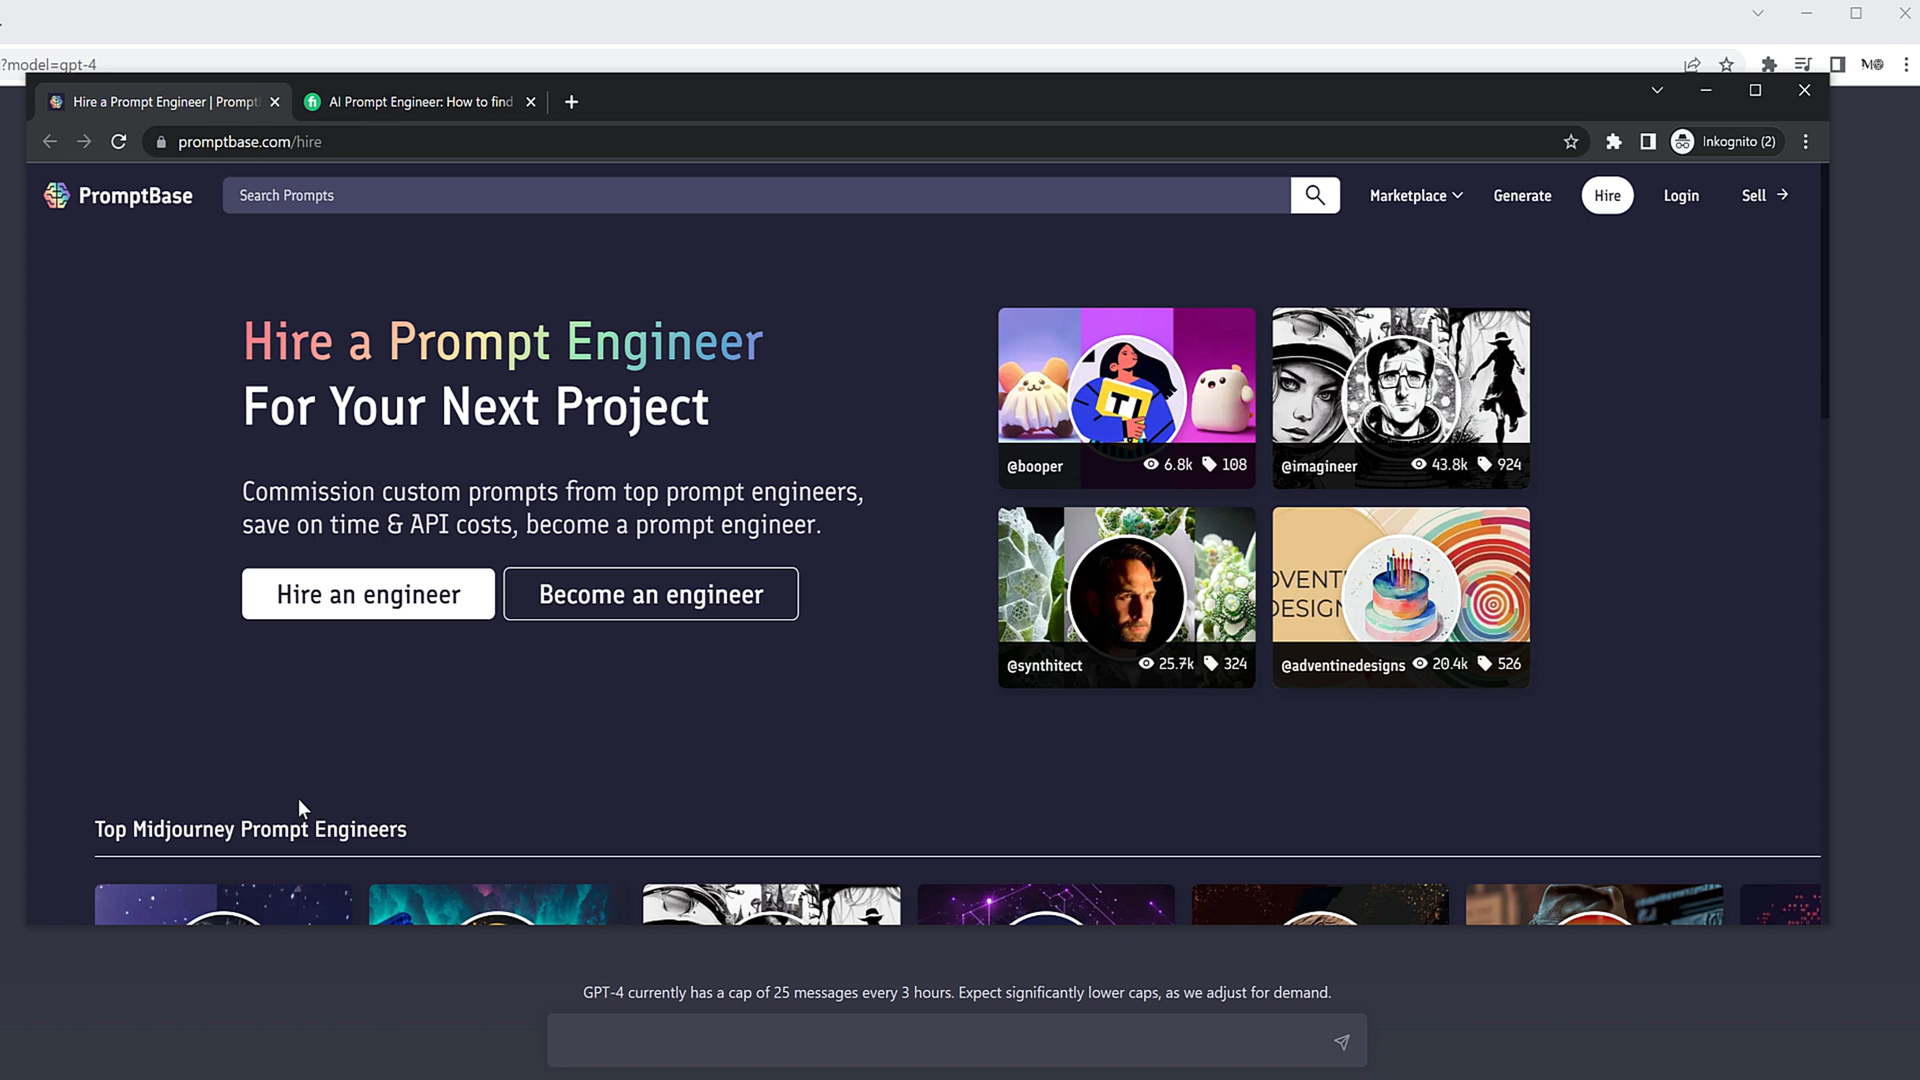 ?model=gpt-4
Hire a Prompt Engineer | Prompt
AI Prompt Engineer: How to find
promptbase.com/hire
Inkognito (2)
PromptBase
Search Prompts
Marketplace
Generate
Hire
Login
Sell
Hire a Prompt Engineer
For Your Next Project
Commission custom prompts from top prompt engineers,
save on time & API costs, become a prompt engineer.
Hire an engineer
Become an engineer
TI
@booper 6.8k 108
@imagineer 43.8k 924
@synthitect 25.7k 324
DVENT
DESIGN
@adventinedesigns 20.4k 526
Top Midjourney Prompt Engineers
GPT-4 currently has a cap of 25 messages every 3 hours. Expect significantly lower caps, as we adjust for demand.